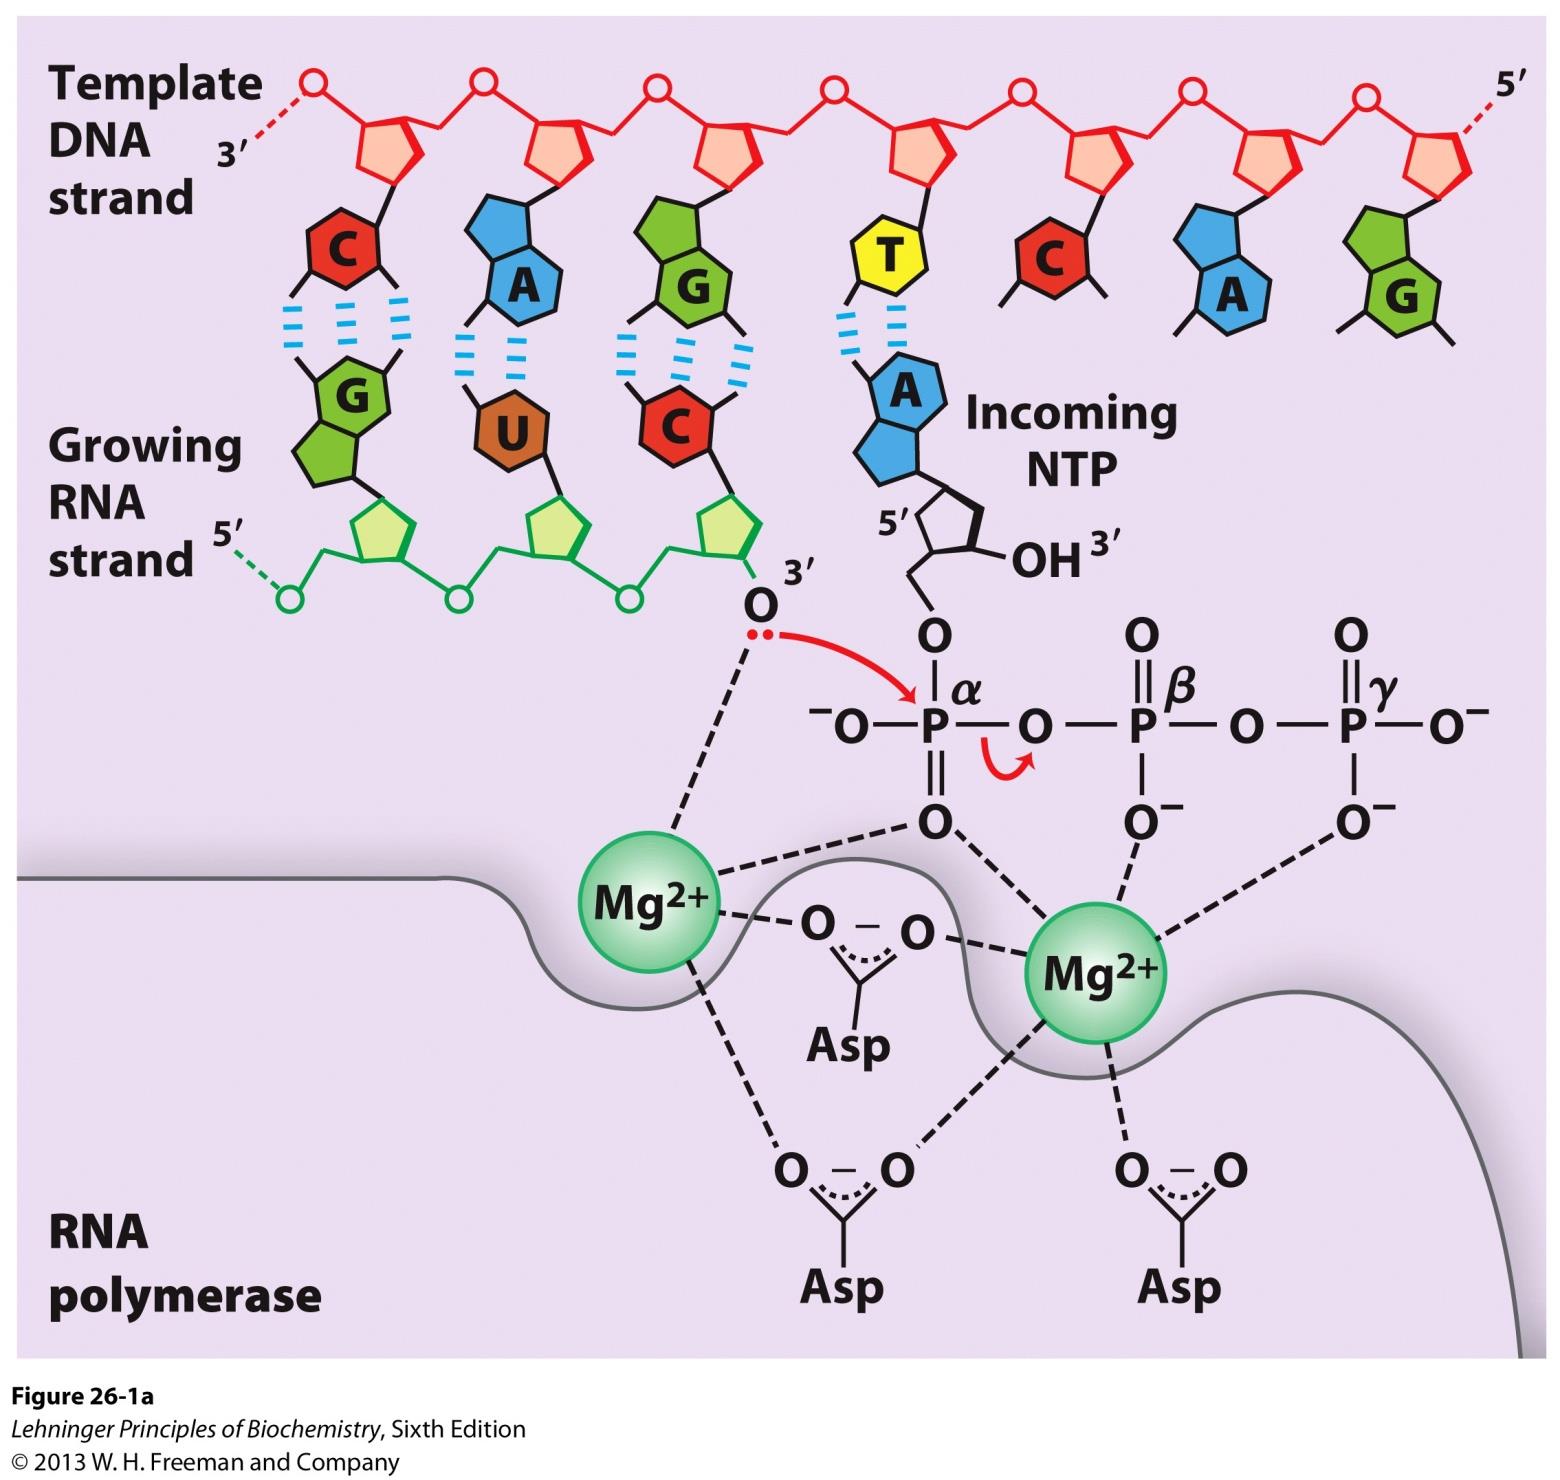 Template
DNA
strand
3′
5′
C A G T C A G
G U C A
Growing
RNA
strand
5′
3′
Incoming
NTP
5′
OH 3′
O
O O O
α β γ
⁻O P O P O P O⁻
O O⁻ O⁻
Mg²⁺
O – O
Mg²⁺
Asp
O – O O – O
Asp Asp
RNA
polymerase
Figure 26-1a
Lehninger Principles of Biochemistry, Sixth Edition
© 2013 W. H. Freeman and Company